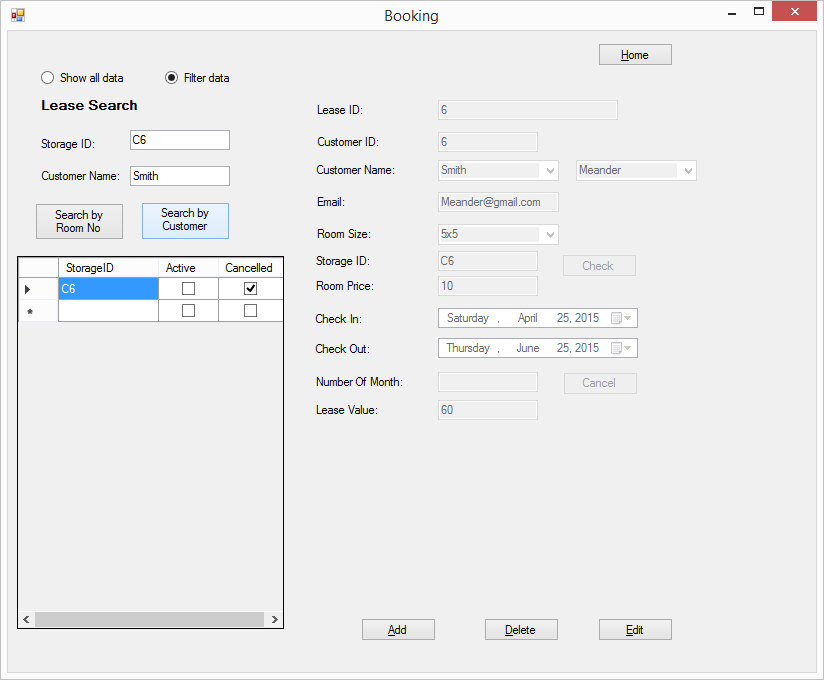 Booking
Home
Show all data
Filter data
Lease Search
Storage ID:
C6
Customer Name:
Smith
Search by
Room No
Search by
Customer
StorageID Active Cancelled
C6
Lease ID:
6
Customer ID:
6
Customer Name:
Smith
Meander
Email:
Meander@gmail.com
Room Size:
5x5
Storage ID:
C6
Check
Room Price:
10
Check In:
Saturday , April 25, 2015
Check Out:
Thursday , June 25, 2015
Number Of Month:
Cancel
Lease Value:
60
Add
Delete
Edit